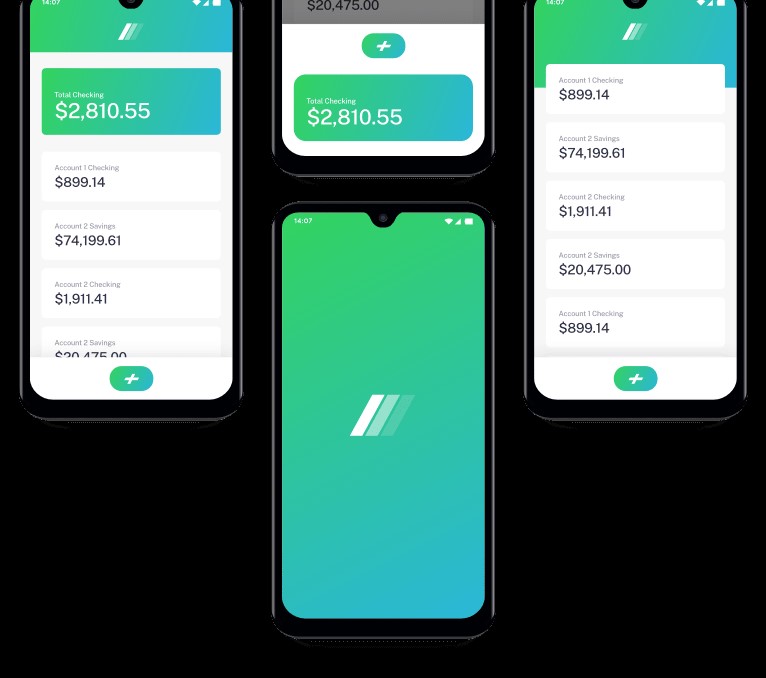 14:07
Total Checking
$2,810.55
Account 1 Checking
$899.14
Account 2 Savings
$74,199.61
Account 2 Checking
$1,911.41
Account 2 Savings
$20,475.00
$20,475.00
Total Checking
$2,810.55
14:07
14:07
Account 1 Checking
$899.14
Account 2 Savings
$74,199.61
Account 2 Checking
$1,911.41
Account 2 Savings
$20,475.00
Account 1 Checking
$899.14